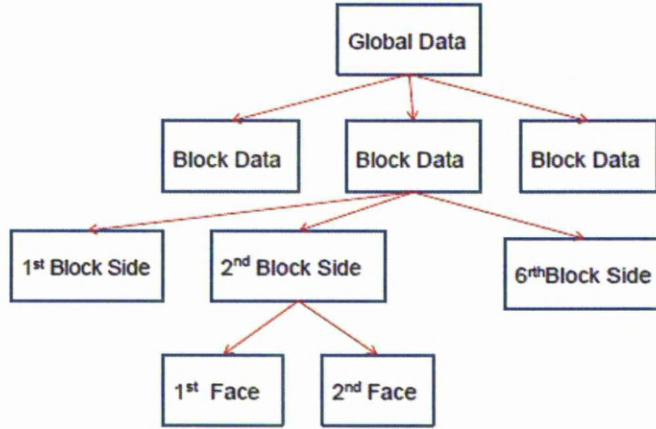 Global Data
Block Data
Block Data
Block Data
1st Block Side
2nd Block Side
6rthBlock Side
1st Face
2nd Face